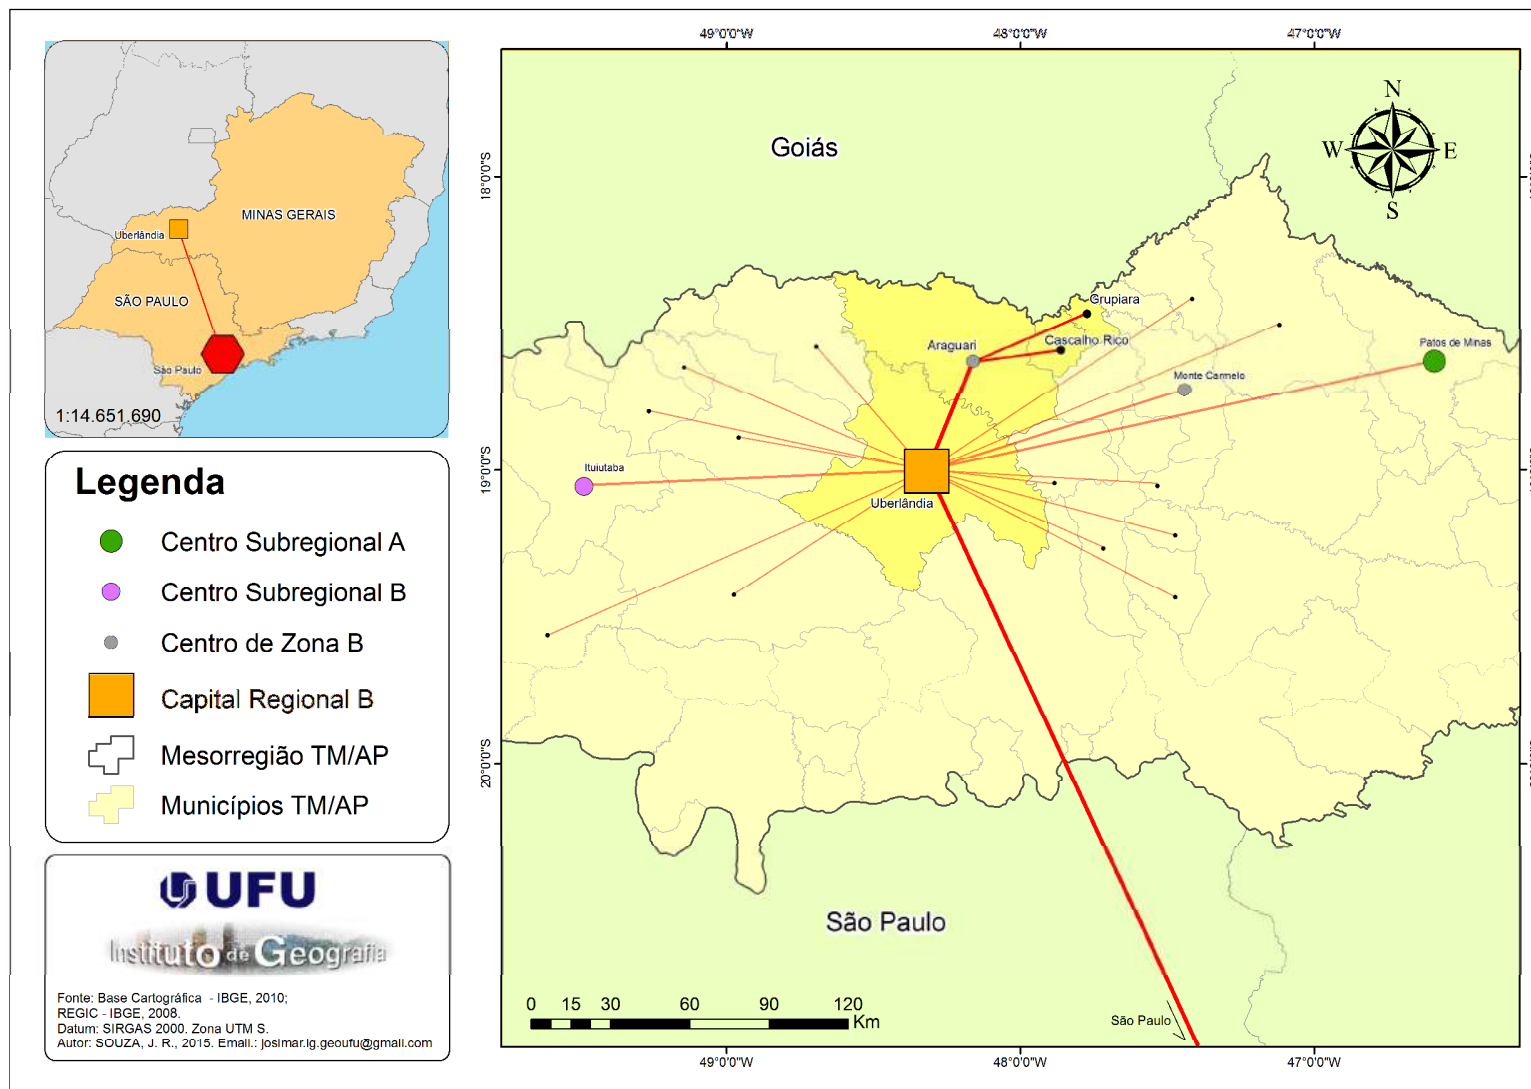 MINAS GERAIS
Uberlândia
SÃO PAULO
São Paulo
1:14.651.690
Legenda
Centro Subregional A
Centro Subregional B
Centro de Zona B
Capital Regional B
Mesorregião TM/AP
Municípios TM/AP
UFU
Instituto de Geografia
Fonte: Base Cartográfica - IBGE, 2010;
REGIC - IBGE, 2008.
Datum: SIRGAS 2000. Zona UTM S.
Autor: SOUZA, J. R., 2015. Email.: josimar.ig.geoufu@gmail.com
49°0'0"W
48°0'0"W
47°0'0"W
N
W
E
S
Goiás
18°0'0"S
Grupiara
Araguari
Cascalho Rico
Patos de Minas
Monte Carmelo
19°0'0"S
Ituiutaba
Uberlândia
20°0'0"S
São Paulo
0 15 30 60 90 120
Km
São Paulo
49°0'0"W
48°0'0"W
47°0'0"W